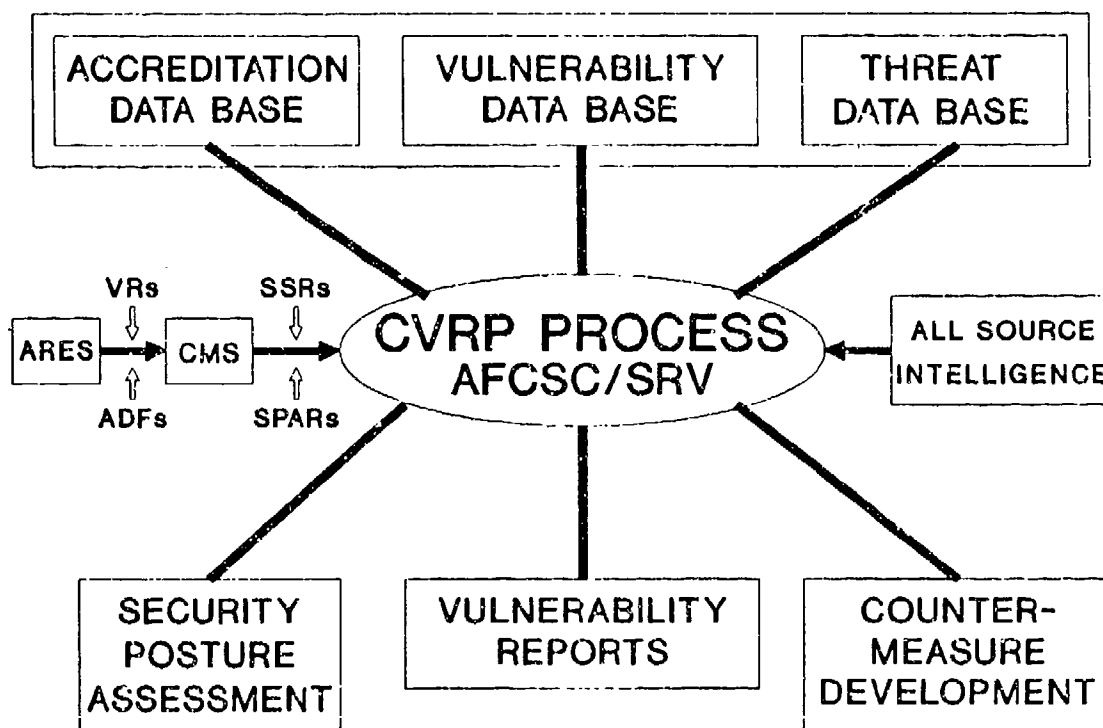 ACCREDITATION
DATA BASE
VULNERABILITY
DATA BASE
THREAT
DATA BASE
VRs
SSRs
ARES
CMS
ADFs
SPARs
CVRP PROCESS
AFCSC/SRV
ALL SOURCE
INTELLIGENCE
SECURITY
POSTURE
ASSESSMENT
VULNERABILITY
REPORTS
COUNTER-
MEASURE
DEVELOPMENT